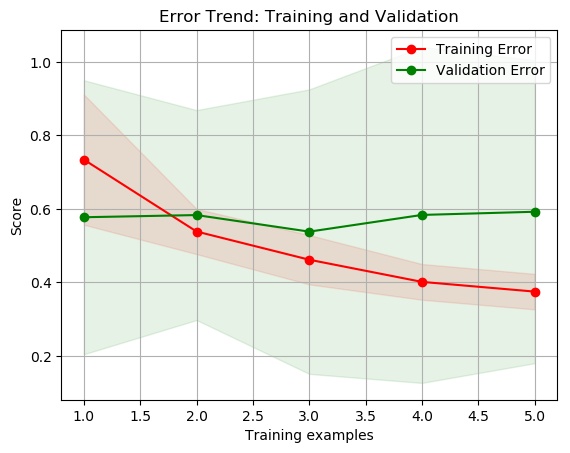 Error Trend: Training and Validation
Training Error
Validation Error
Score
1.0
0.8
0.6
0.4
0.2
1.0 1.5 2.0 2.5 3.0 3.5 4.0 4.5 5.0
Training examples